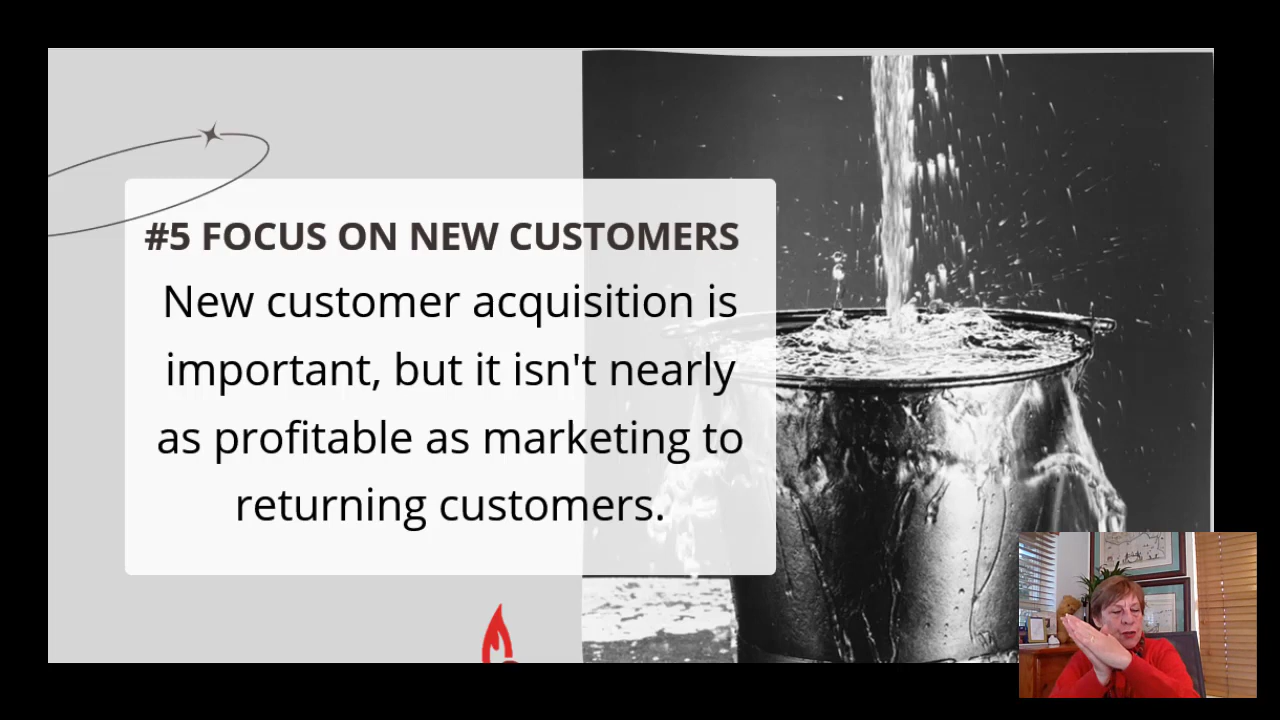 #5 FOCUS ON NEW CUSTOMERS
New customer acquisition is
important, but it isn't nearly
as profitable as marketing to
returning customers.